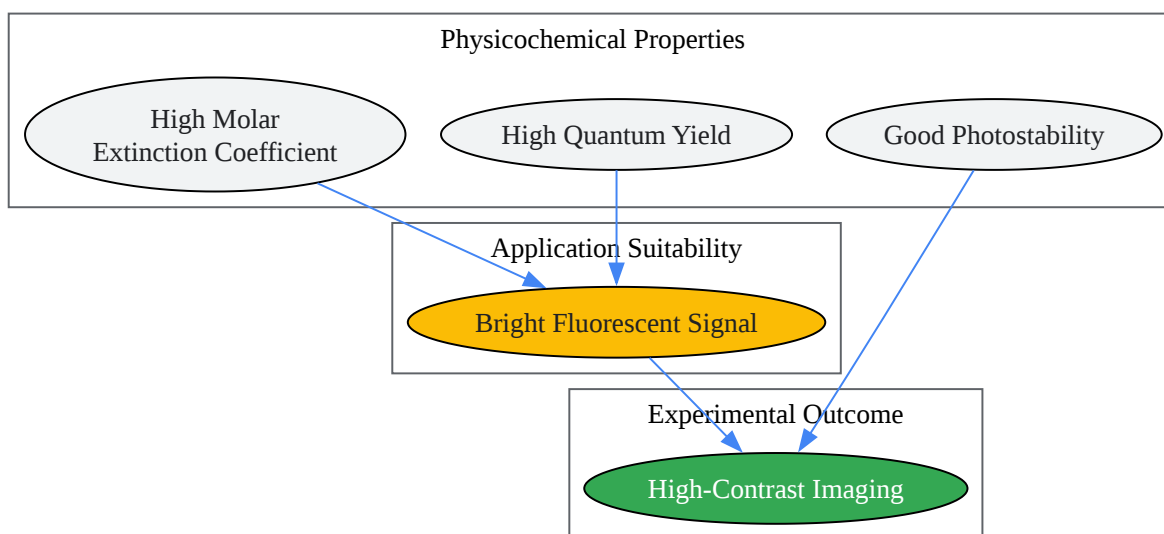 Physicochemical Properties
High Molar
Extinction Coefficient
High Quantum Yield
Good Photostability
Application Suitability
Bright Fluorescent Signal
Experimental Outcome
High-Contrast Imaging